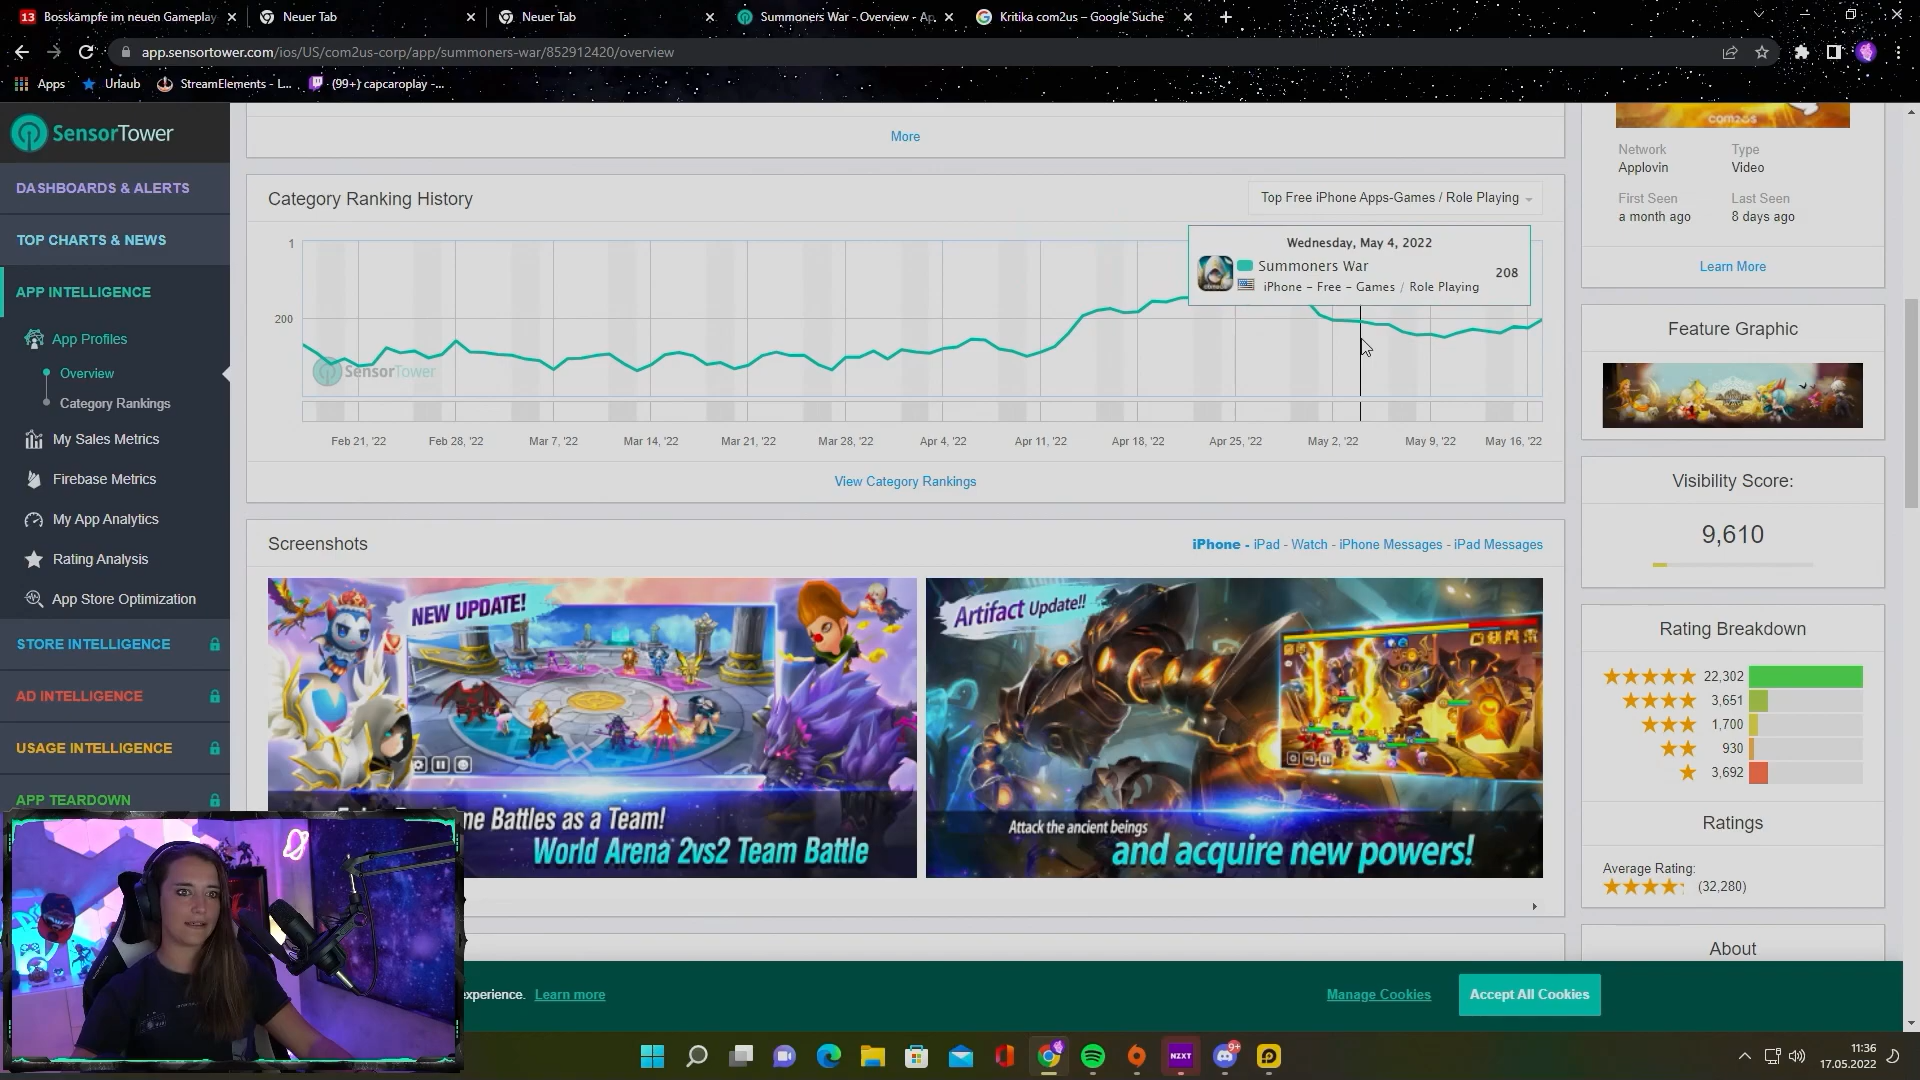 Bosskämpfe im neuen Gameplay
Neuer Tab
Neuer Tab
Summoners War - Overview - Ap
Kritika com2us – Google Suche
app.sensortower.com/ios/US/com2us-corp/app/summoners-war/852912420/overview
Apps
Urlaub
StreamElements - L...
(99+) capcaroplay -...
SensorTower
DASHBOARDS & ALERTS
TOP CHARTS & NEWS
APP INTELLIGENCE
App Profiles
Overview
Category Rankings
My Sales Metrics
Firebase Metrics
My App Analytics
Rating Analysis
App Store Optimization
STORE INTELLIGENCE
AD INTELLIGENCE
USAGE INTELLIGENCE
APP TEARDOWN
More
Category Ranking History
Top Free iPhone Apps-Games / Role Playing
1
200
Wednesday, May 4, 2022
Summoners War
208
iPhone - Free - Games / Role Playing
SensorTower
Feb 21, '22
Feb 28, '22
Mar 7, '22
Mar 14, '22
Mar 21, '22
Mar 28, '22
Apr 4, '22
Apr 11, '22
Apr 18, '22
Apr 25, '22
May 2, '22
May 9, '22
May 16, '22
View Category Rankings
Screenshots
iPhone - iPad - Watch - iPhone Messages - iPad Messages
NEW UPDATE!
me Battles as a Team!
World Arena 2vs2 Team Battle
Artifact Update!!
Attack the ancient beings
and acquire new powers!
com2us
Network
Type
Applovin
Video
First Seen
Last Seen
a month ago
8 days ago
Learn More
Feature Graphic
Visibility Score:
9,610
Rating Breakdown
22,302
3,651
1,700
930
3,692
Ratings
Average Rating:
(32,280)
About
experience. Learn more
Manage Cookies
Accept All Cookies
NZXT
9+
11:36
17.05.2022